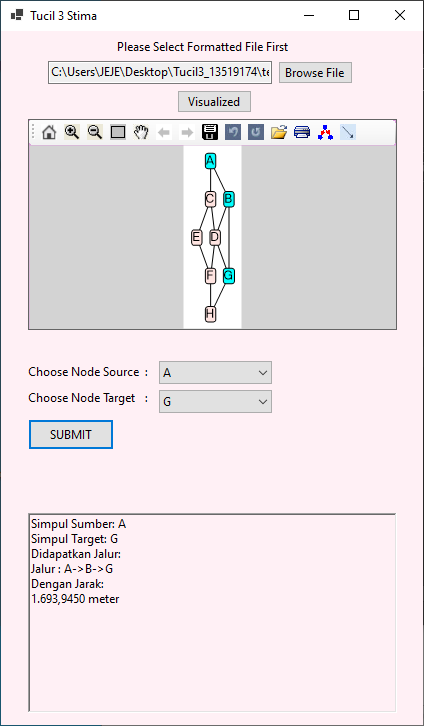 Tucil 3 Stima
Please Select Formatted File First
C:\Users\JEJE\Desktop\Tucil3_13519174\te
Browse File
Visualized
A
C B
E D
F G
H
Choose Node Source :
A
Choose Node Target :
G
SUBMIT
Simpul Sumber: A
Simpul Target: G
Didapatkan Jalur:
Jalur : A->B->G
Dengan Jarak:
1.693,9450 meter